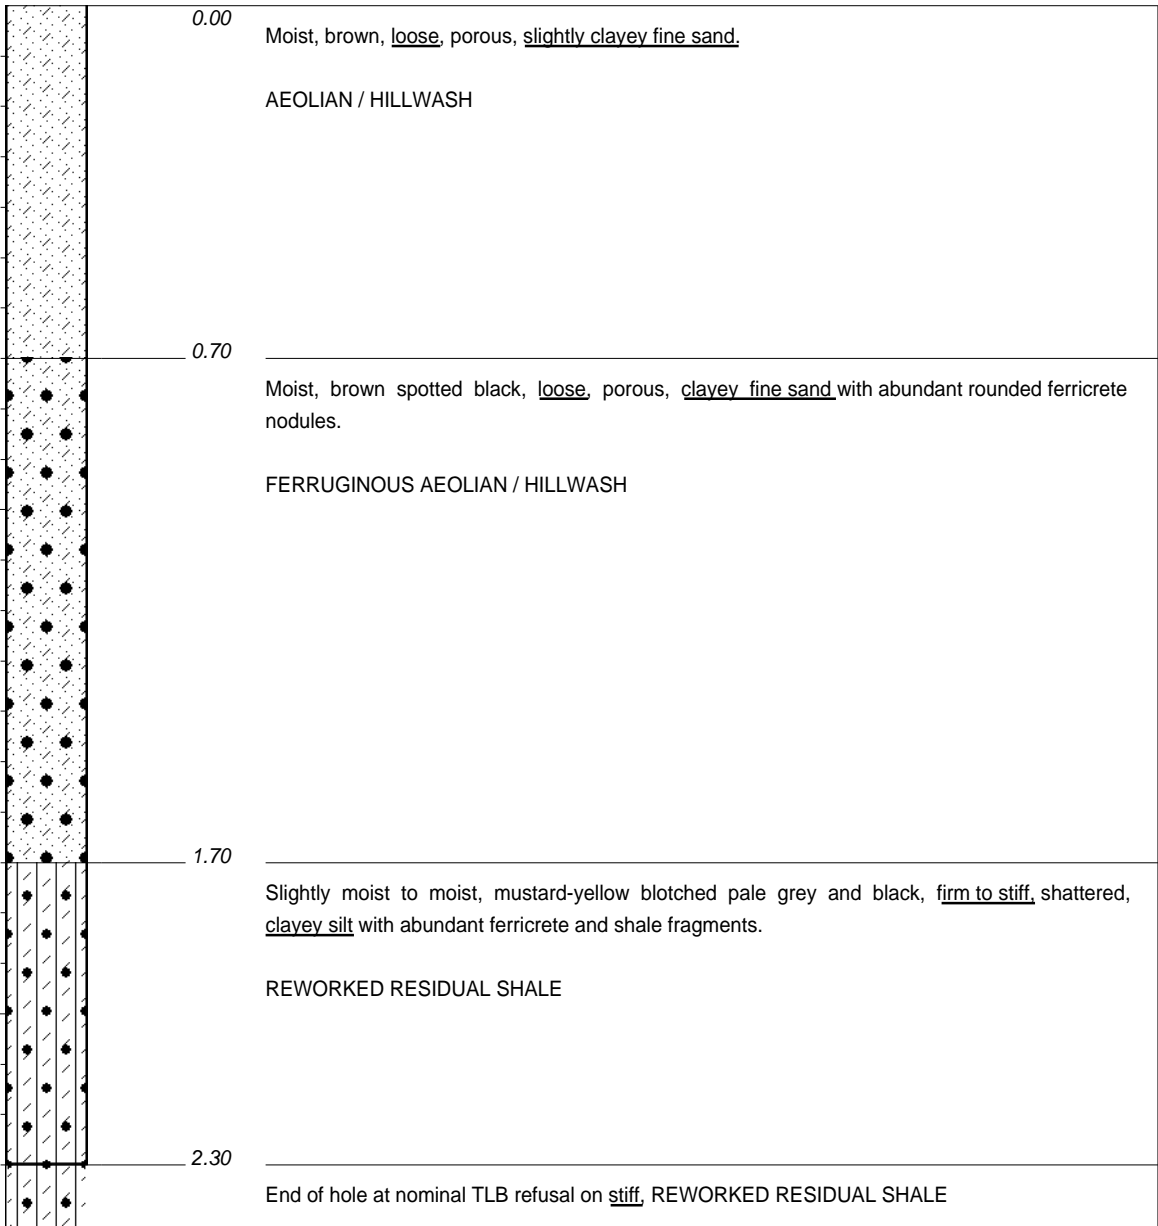 0.00
Moist, brown, loose, porous, slightly clayey fine sand.
AEOLIAN / HILLWASH
0.70
Moist, brown spotted black, loose, porous, clayey fine sand with abundant rounded ferricrete
nodules.
FERRUGINOUS AEOLIAN / HILLWASH
1.70
Slightly moist to moist, mustard-yellow blotched pale grey and black, firm to stiff, shattered,
clayey silt with abundant ferricrete and shale fragments.
REWORKED RESIDUAL SHALE
2.30
End of hole at nominal TLB refusal on stiff, REWORKED RESIDUAL SHALE